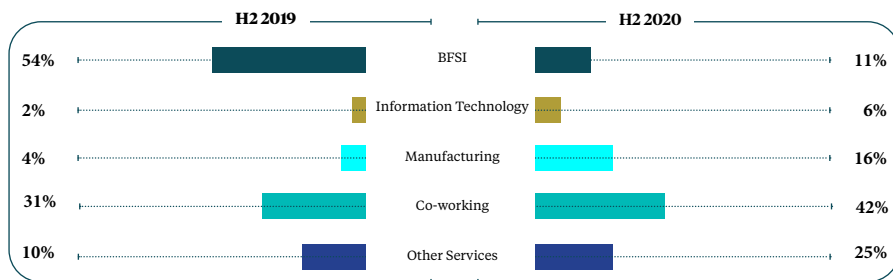 H2 2019 H2 2020
54% BFSI 11%
2% Information Technology 6%
4% Manufacturing 16%
31% Co-working 42%
10% Other Services 25%